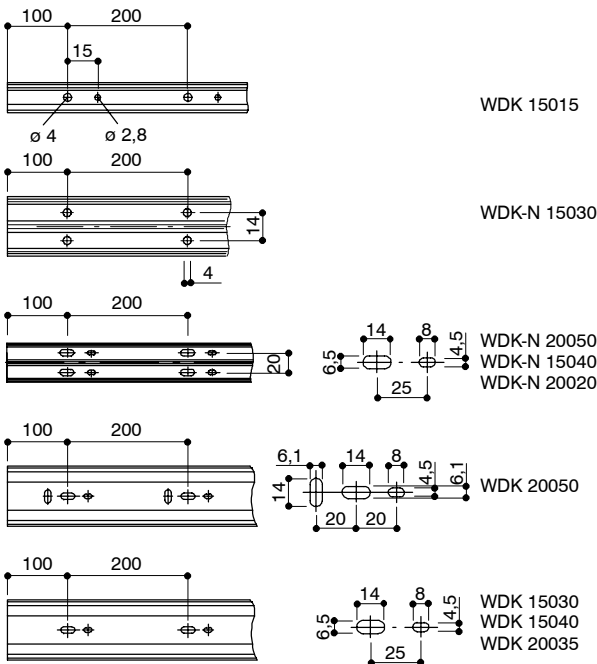 100 200
15
WDK 15015
ø 4 ø 2,8
100 200
WDK-N 15030
14
4
100 200
20
14 8
6,5 4,5
25
WDK-N 20050
WDK-N 15040
WDK-N 20020
100 200
6,1 14 8
14 4,5 6,1
20 20
WDK 20050
100 200
14 8
6,5 4,5
25
WDK 15030
WDK 15040
WDK 20035